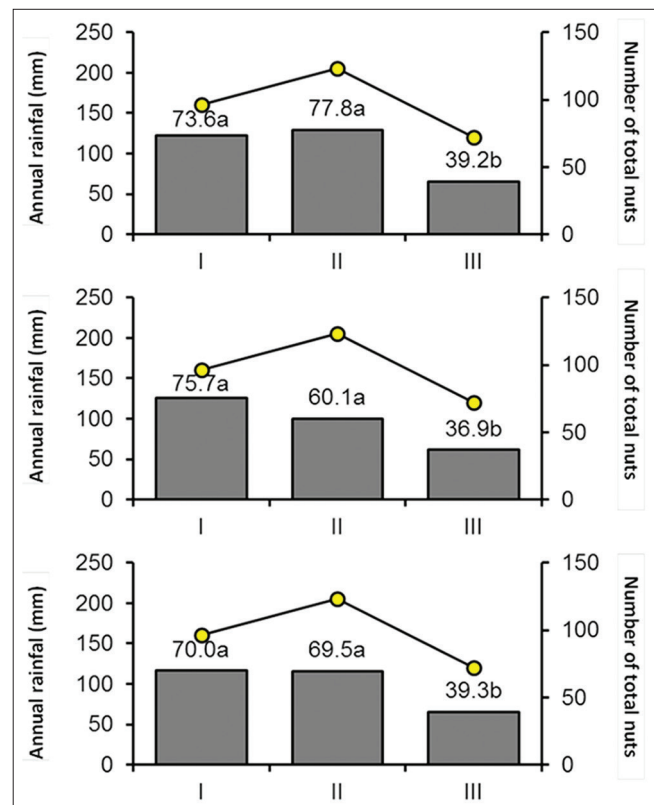 Annual rainfall (mm)
250
200
150
100
50
0
73.6a
77.8a
39.2b
150
100
50
0
Number of total nuts
I
II
III
Annual rainfall (mm)
250
200
150
100
50
0
75.7a
60.1a
36.9b
150
100
50
0
Number of total nuts
I
II
III
Annual rainfall (mm)
250
200
150
100
50
0
70.0a
69.5a
39.3b
150
100
50
0
Number of total nuts
I
II
III